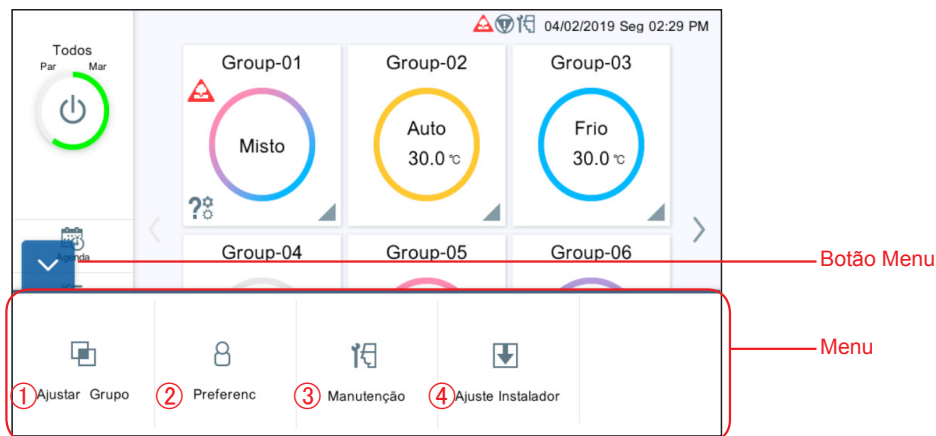 04/02/2019 Seg 02:29 PM
Todos
Par Mar
Group-01
Group-02
Group-03
Misto
Auto
30.0 °C
Frio
30.0 °C
?
Agenda
Group-04
Group-05
Group-06
Botão Menu
Menu
① Ajustar Grupo
② Preferenc
③ Manutenção
④ Ajuste Instalador